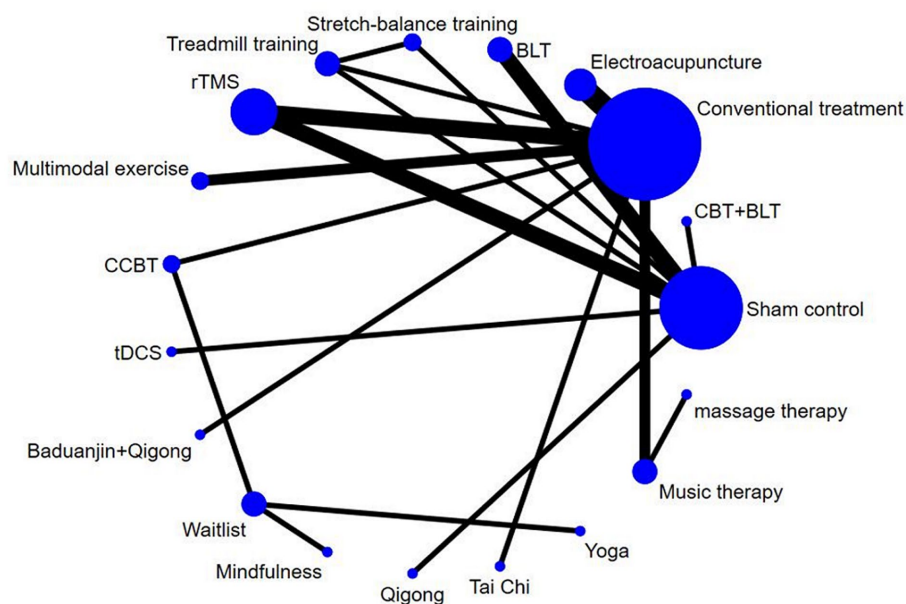 Stretch-balance training
Treadmill training
BLT
Electroacupuncture
rTMS
Conventional treatment
Multimodal exercise
CBT+BLT
CCBT
Sham control
tDCS
massage therapy
Baduanjin+Qigong
Music therapy
Waitlist
Yoga
Mindfulness
Tai Chi
Qigong